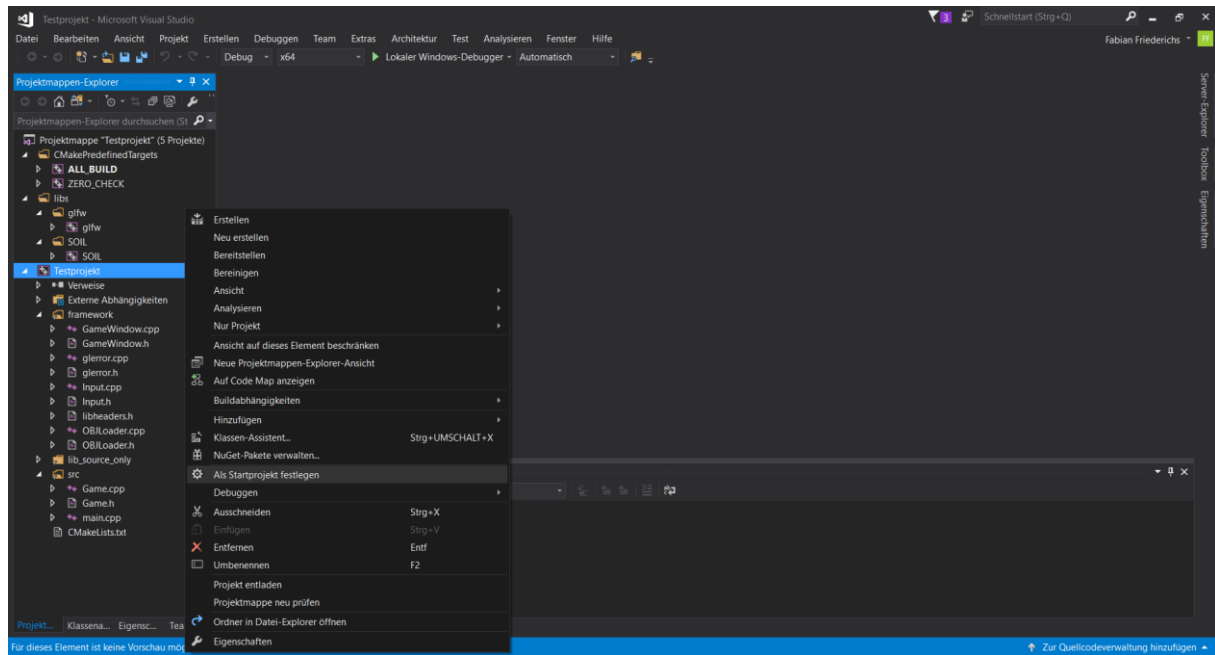 Testprojekt - Microsoft Visual Studio
3
Schnellstart (Strg+Q)
Datei Bearbeiten Ansicht Projekt Erstellen Debuggen Team Extras Architektur Test Analysieren Fenster Hilfe
Fabian Friederichs
FF
Debug x64 Lokaler Windows-Debugger Automatisch
Projektmappen-Explorer
Projektmappen-Explorer durchsuchen (St
Projektmappe "Testprojekt" (5 Projekte)
CMakePredefinedTargets
ALL_BUILD
ZERO_CHECK
libs
glfw
glfw
SOIL
SOIL
Testprojekt
Verweise
Externe Abhängigkeiten
framework
GameWindow.cpp
GameWindow.h
glerror.cpp
glerror.h
Input.cpp
Input.h
libheaders.h
OBJLoader.cpp
OBJLoader.h
lib_source_only
src
Game.cpp
Game.h
main.cpp
CMakeLists.txt
Erstellen
Neu erstellen
Bereitstellen
Bereinigen
Ansicht
Analysieren
Nur Projekt
Ansicht auf dieses Element beschränken
Neue Projektmappen-Explorer-Ansicht
Auf Code Map anzeigen
Buildabhängigkeiten
Hinzufügen
Klassen-Assistent... Strg+UMSCHALT+X
NuGet-Pakete verwalten...
Als Startprojekt festlegen
Debuggen
Ausschneiden Strg+X
Einfügen Strg+V
Entfernen Entf
Umbenennen F2
Projekt entladen
Projektmappe neu prüfen
Ordner in Datei-Explorer öffnen
Eigenschaften
Server-Explorer
Toolbox
Eigenschaften
Projekt... Klassena... Eigensc... Tea
Für dieses Element ist keine Vorschau mög
Zur Quellcodeverwaltung hinzufügen